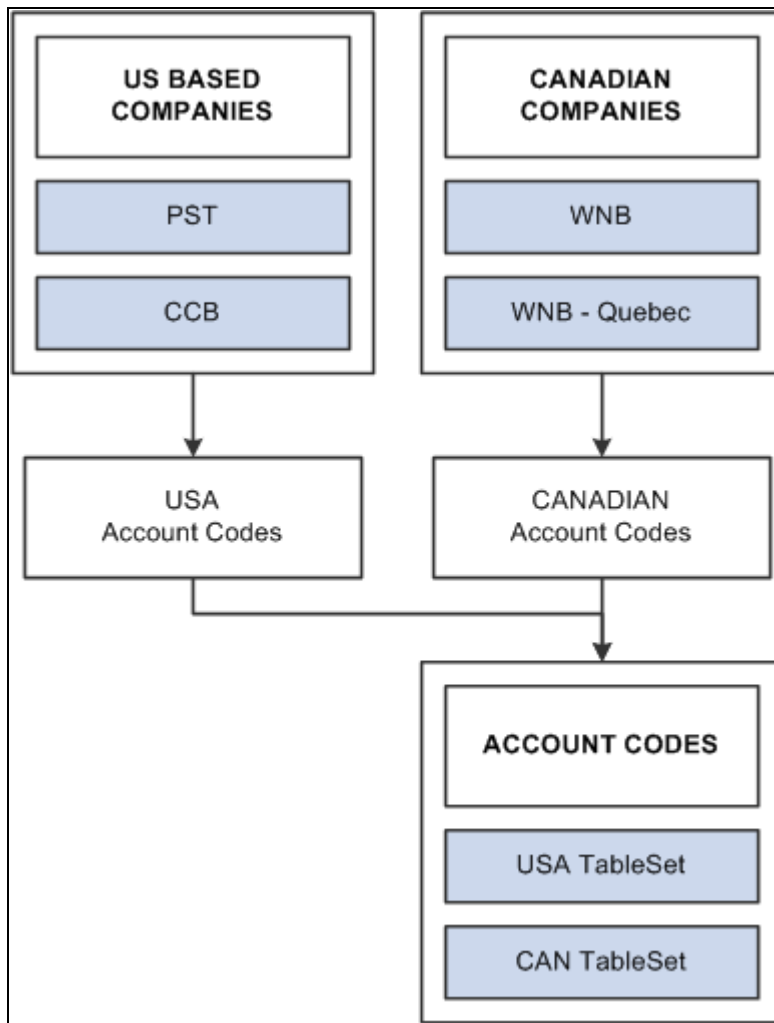 US BASED
COMPANIES
PST
CCB
CANADIAN
COMPANIES
WNB
WNB - Quebec
USA
Account Codes
CANADIAN
Account Codes
ACCOUNT CODES
USA TableSet
CAN TableSet